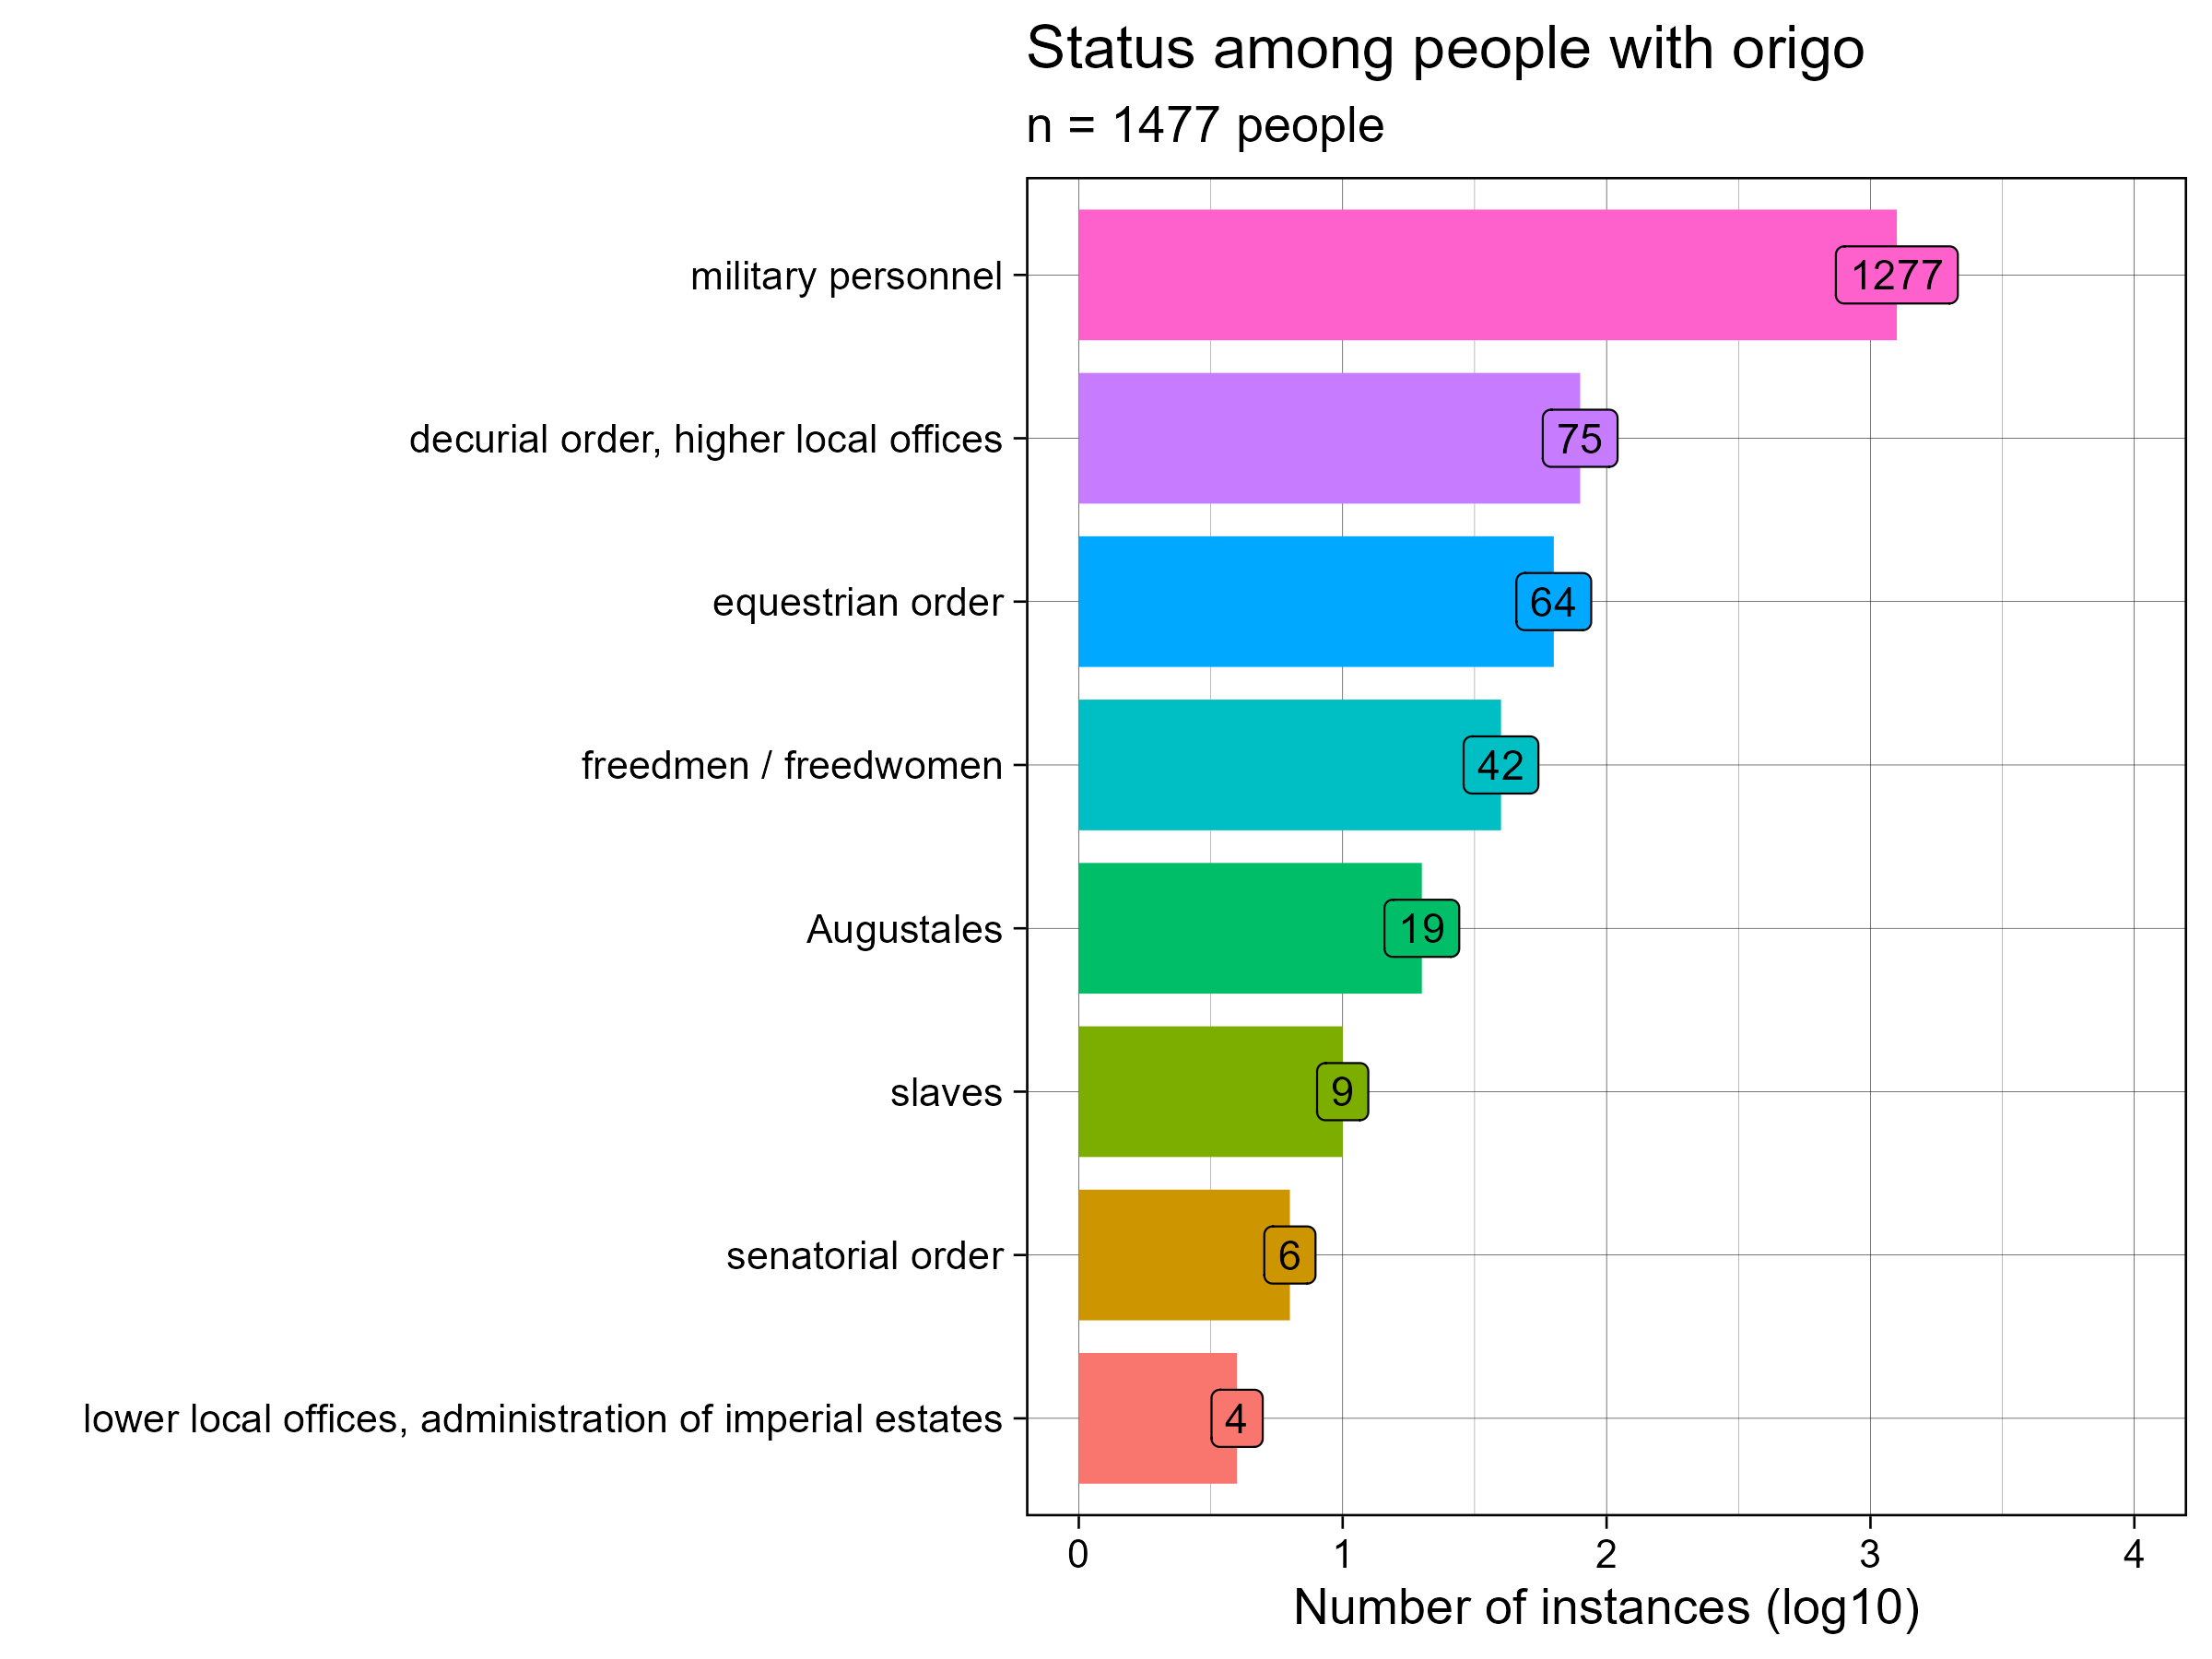 Status among people with origo
n = 1477 people
military personnel
1277
decurial order, higher local offices
75
equestrian order
64
freedmen / freedwomen
42
Augustales
19
slaves
9
senatorial order
6
lower local offices, administration of imperial estates
4
0 1 2 3 4
Number of instances (log10)